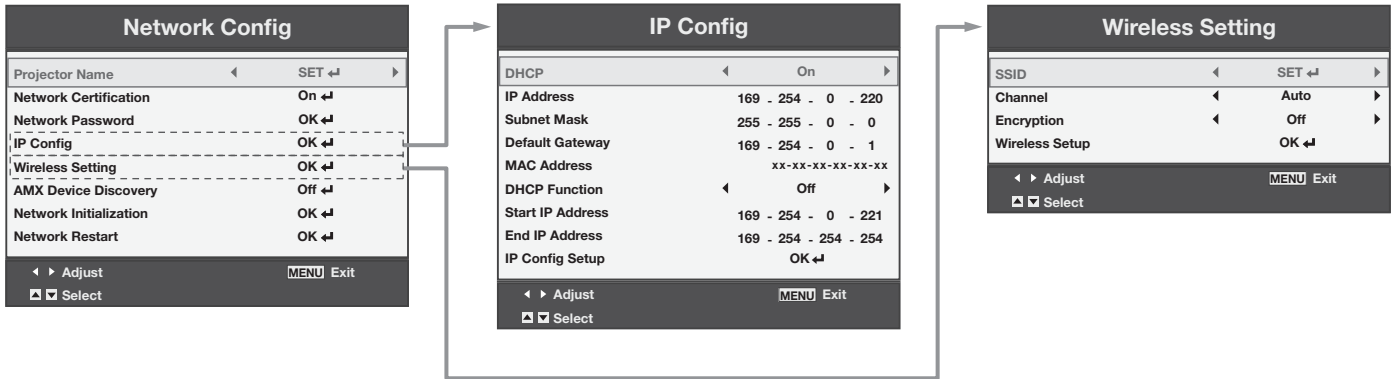 Network Config
Projector Name SET
Network Certification On
Network Password OK
IP Config OK
Wireless Setting OK
AMX Device Discovery Off
Network Initialization OK
Network Restart OK
Adjust MENU Exit
Select
IP Config
DHCP On
IP Address 169 - 254 - 0 - 220
Subnet Mask 255 - 255 - 0 - 0
Default Gateway 169 - 254 - 0 - 1
MAC Address xx-xx-xx-xx-xx-xx
DHCP Function Off
Start IP Address 169 - 254 - 0 - 221
End IP Address 169 - 254 - 254 - 254
IP Config Setup OK
Adjust MENU Exit
Select
Wireless Setting
SSID SET
Channel Auto
Encryption Off
Wireless Setup OK
Adjust MENU Exit
Select